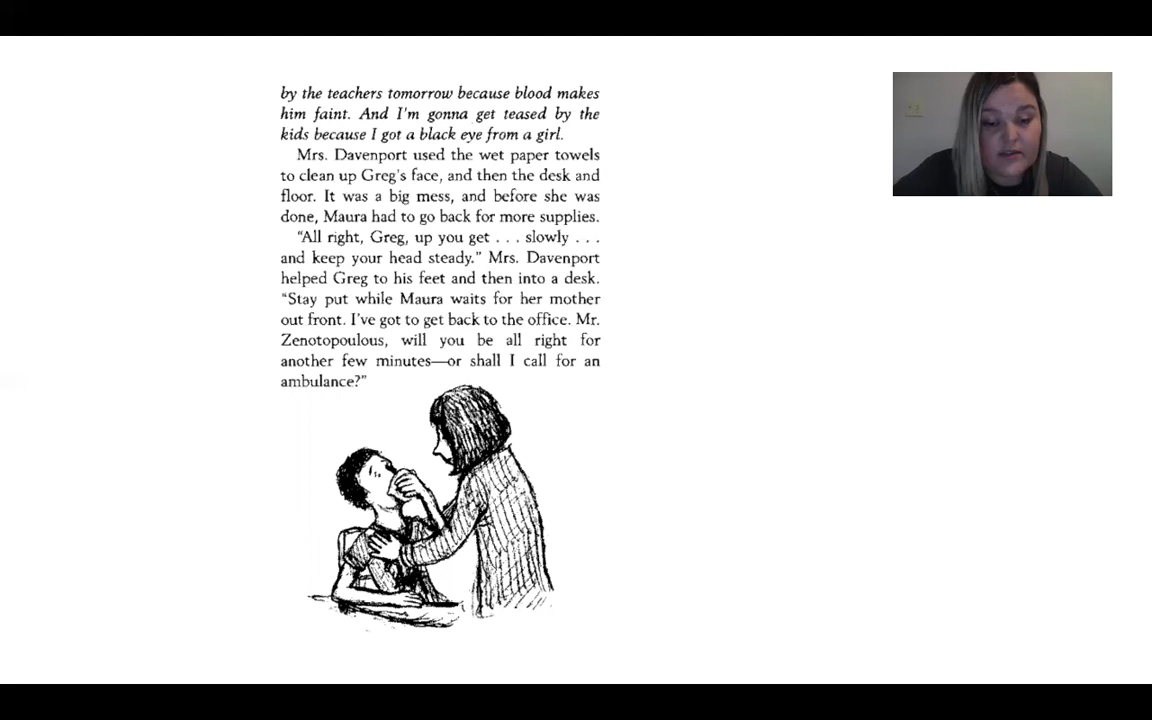 by the teachers tomorrow because blood makes
him faint. And I'm gonna get teased by the
kids because I got a black eye from a girl.
Mrs. Davenport used the wet paper towels
to clean up Greg's face, and then the desk and
floor. It was a big mess, and before she was
done, Maura had to go back for more supplies.
"All right, Greg, up you get . . . slowly . . .
and keep your head steady." Mrs. Davenport
helped Greg to his feet and then into a desk.
"Stay put while Maura waits for her mother
out front. I've got to get back to the office. Mr.
Zenotopoulous, will you be all right for
another few minutes—or shall I call for an
ambulance?"